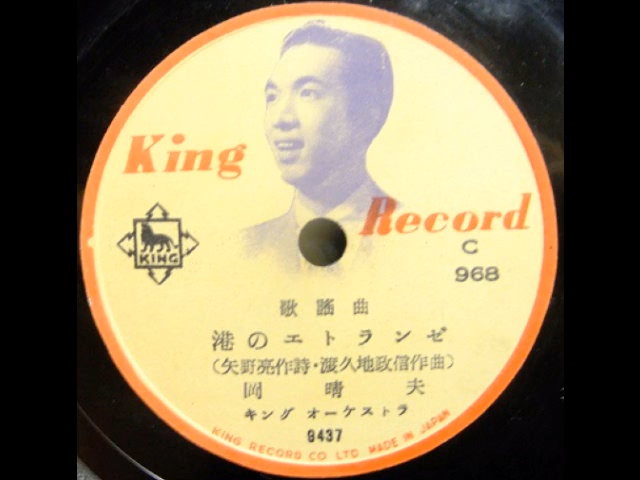 King
Record
C
968
KING
歌謡曲
港のエトランゼ
(矢野亮作詩・渡久地政信作曲)
岡晴夫
キング オーケストラ
9437
KING RECORD CO LTD. MADE IN JAPAN